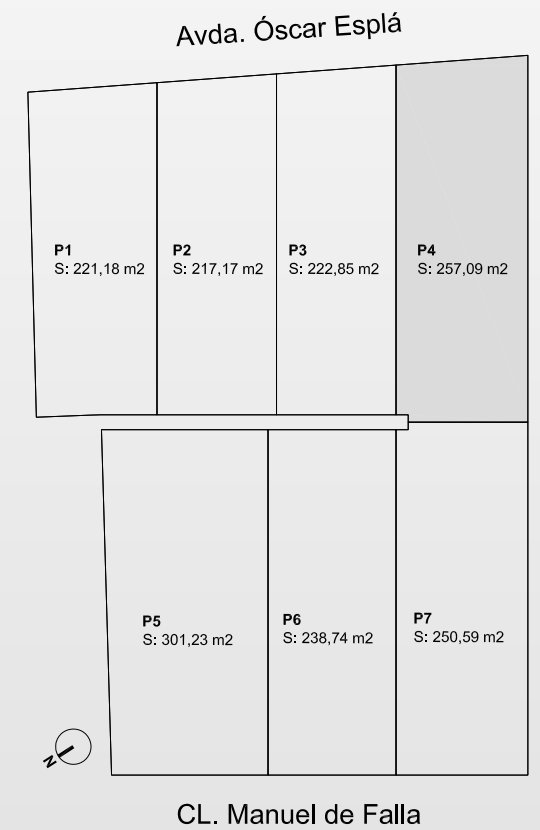 Avda. Óscar Esplá
P1
S: 221,18 m2
P2
S: 217,17 m2
P3
S: 222,85 m2
P4
S: 257,09 m2
P5
S: 301,23 m2
P6
S: 238,74 m2
P7
S: 250,59 m2
N
CL. Manuel de Falla